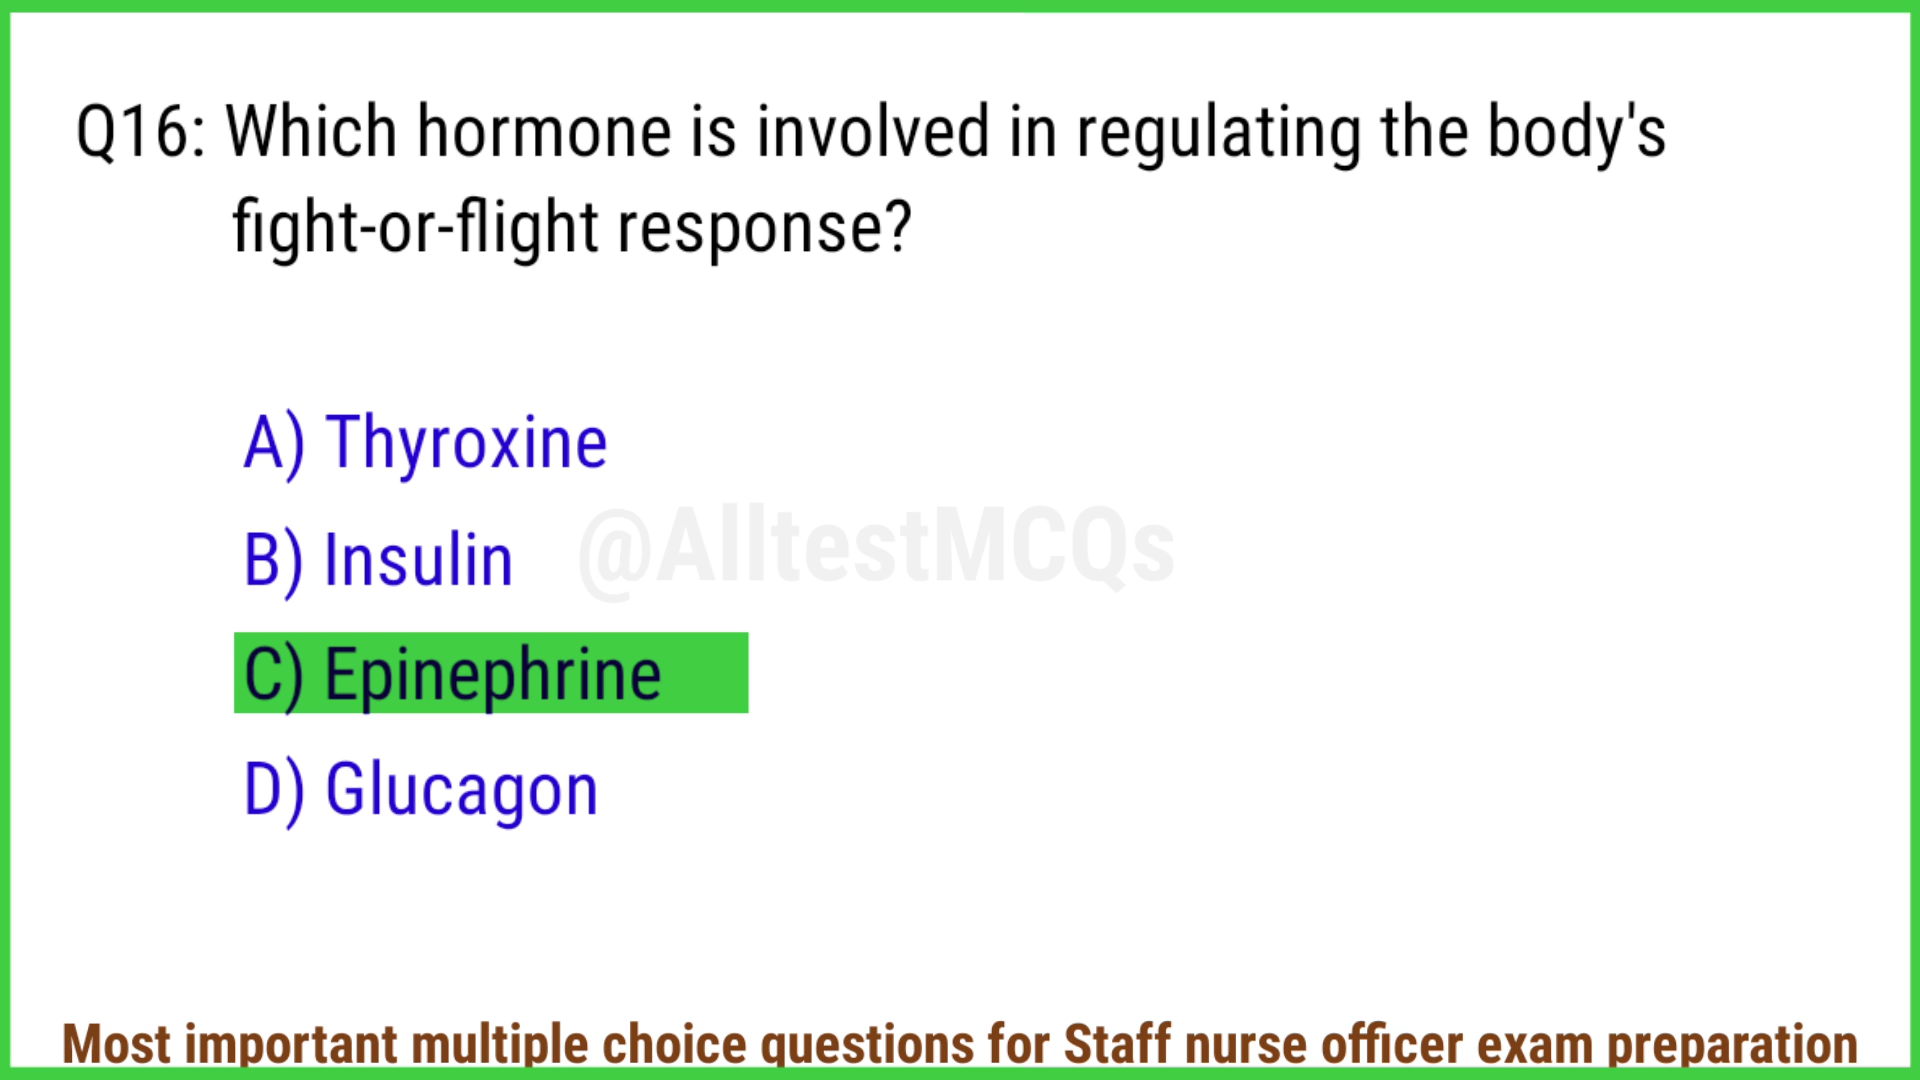 Q16: Which hormone is involved in regulating the body's
fight-or-flight response?
A) Thyroxine
B) Insulin
@AlltestMCQs
C) Epinephrine
D) Glucagon
Most important multiple choice questions for Staff nurse officer exam preparation